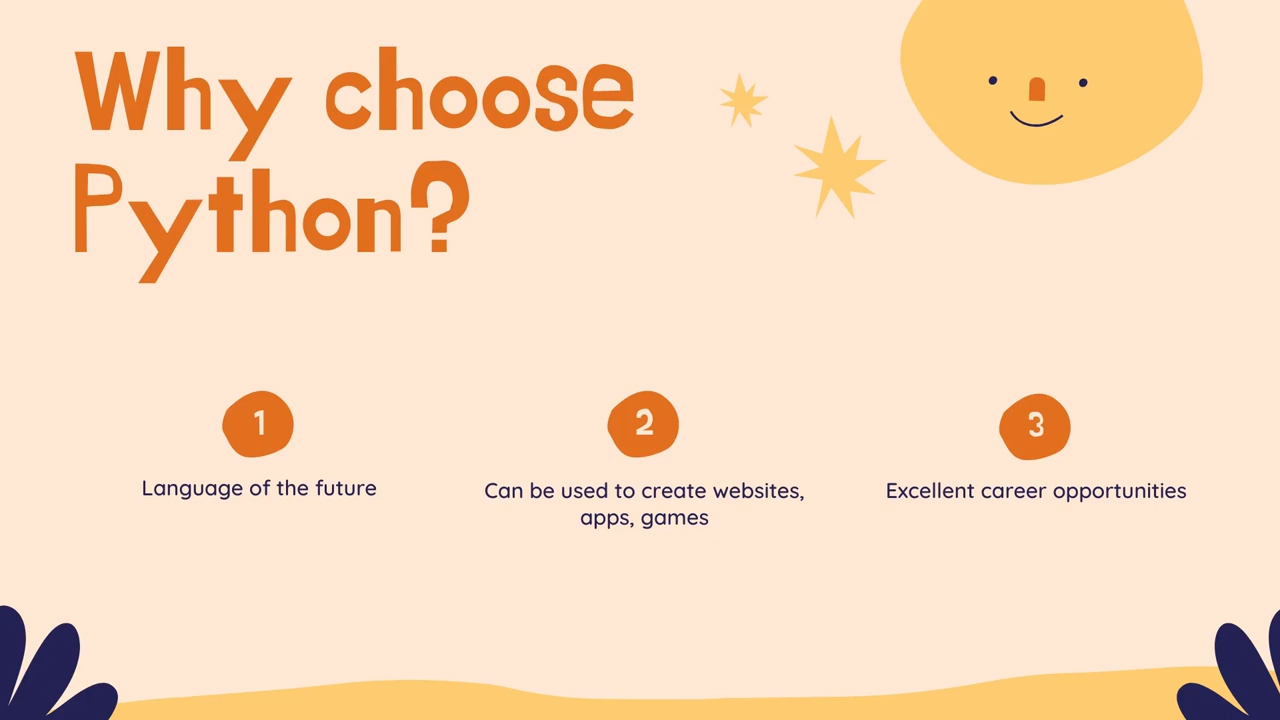 Why choose
Python?
1
Language of the future
2
Can be used to create websites,
apps, games
3
Excellent career opportunities